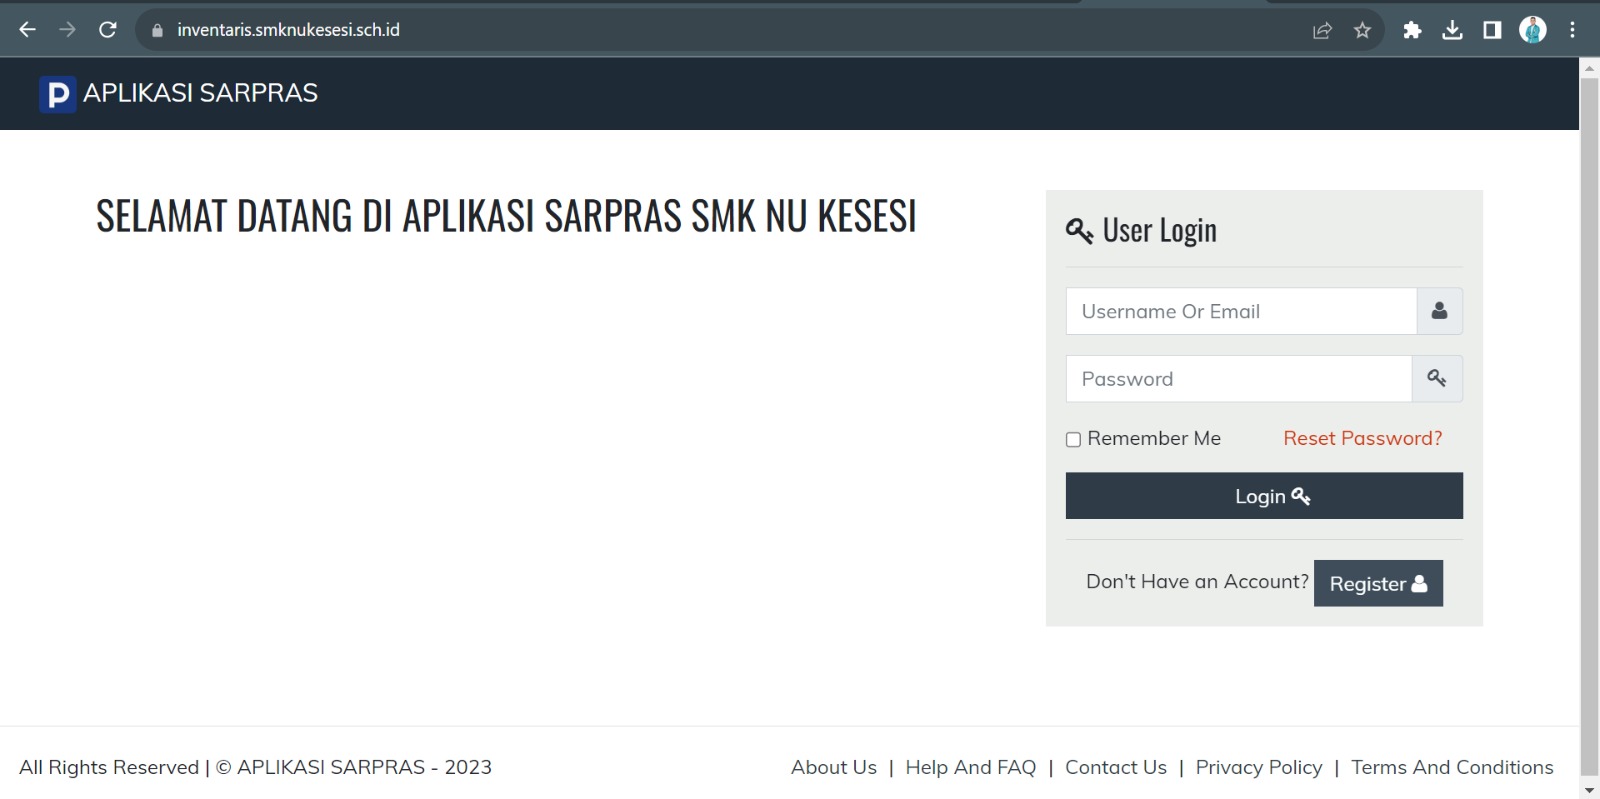 inventaris.smknukesesi.sch.id
P APLIKASI SARPRAS
SELAMAT DATANG DI APLIKASI SARPRAS SMK NU KESESI
User Login
Username Or Email
Password
Remember Me Reset Password?
Login
Don't Have an Account? Register
All Rights Reserved | © APLIKASI SARPRAS - 2023
About Us | Help And FAQ | Contact Us | Privacy Policy | Terms And Conditions